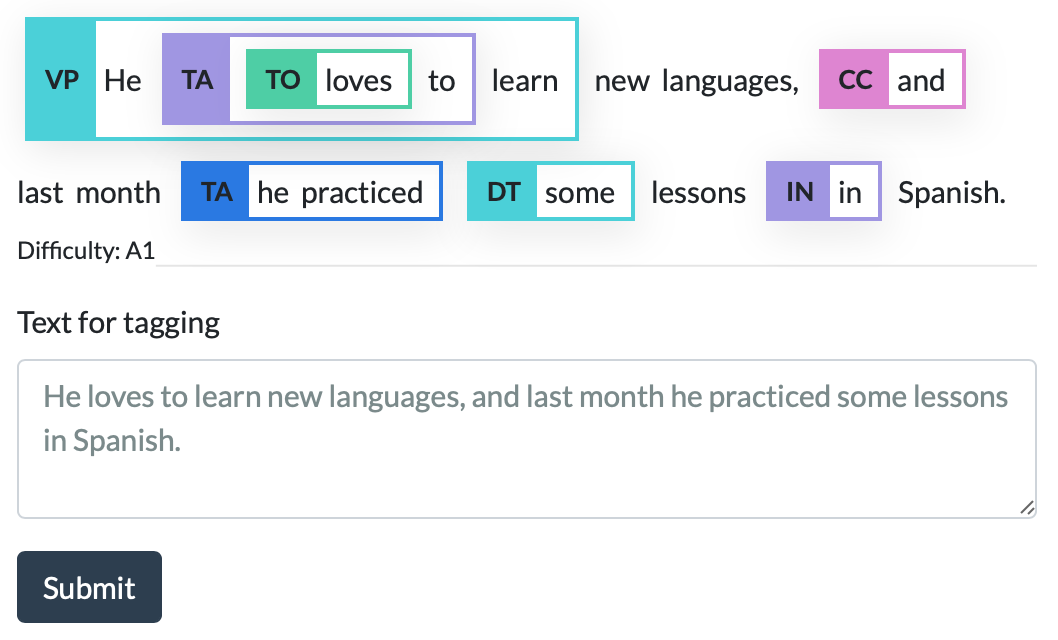 VP He TA TO loves to learn new languages, CC and
last month TA he practiced DT some lessons IN in Spanish.
Difficulty: A1
Text for tagging
He loves to learn new languages, and last month he practiced some lessons
in Spanish.
Submit